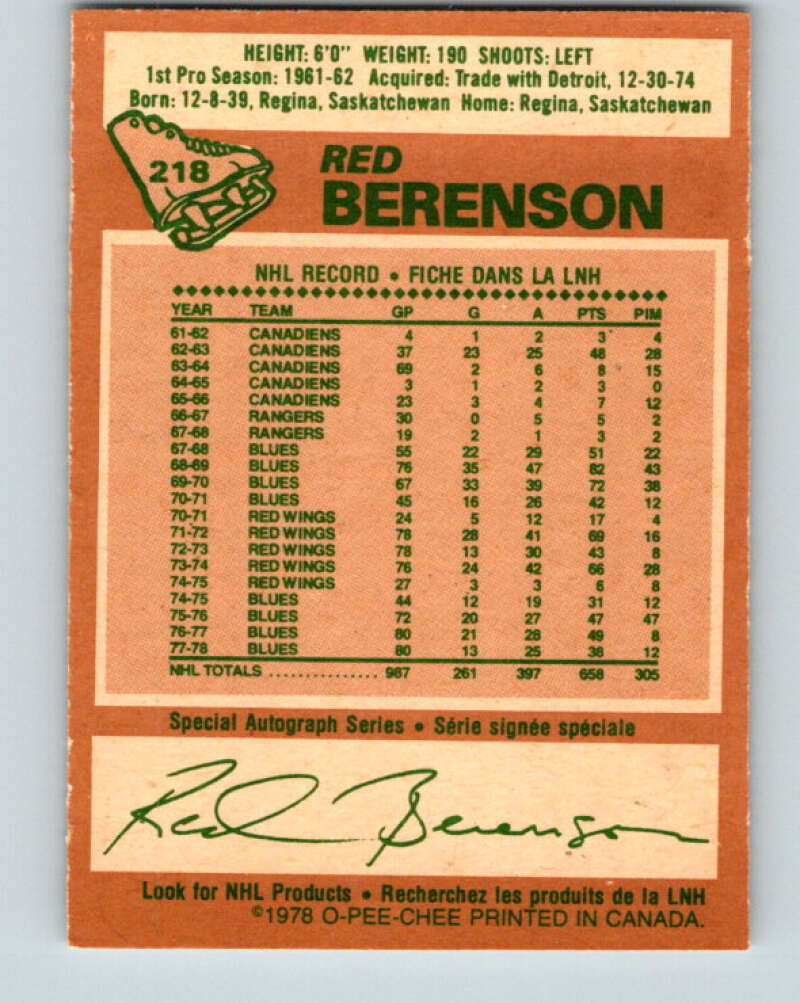 HEIGHT: 6'0" WEIGHT: 190 SHOOTS: LEFT
1st Pro Season: 1961-62 Acquired: Trade with Detroit, 12-30-74
Born: 12-8-39, Regina, Saskatchewan Home: Regina, Saskatchewan
218
RED
BERENSON
NHL RECORD • FICHE DANS LA LNH
YEAR TEAM GP G A PTS PIM
61-62 CANADIENS 4 1 2 3 4
62-63 CANADIENS 37 23 25 48 28
63-64 CANADIENS 69 2 6 8 15
64-65 CANADIENS 3 1 2 3 0
65-66 CANADIENS 23 3 4 7 12
66-67 RANGERS 30 0 5 5 2
67-68 RANGERS 19 2 1 3 2
67-68 BLUES 55 22 29 51 22
68-69 BLUES 76 35 47 82 43
69-70 BLUES 67 33 39 72 38
70-71 BLUES 45 16 26 42 12
70-71 RED WINGS 24 5 12 17 4
71-72 RED WINGS 78 28 41 69 16
72-73 RED WINGS 78 13 30 43 8
73-74 RED WINGS 76 24 42 66 28
74-75 RED WINGS 27 3 3 6 8
74-75 BLUES 44 12 19 31 12
75-76 BLUES 72 20 27 47 47
76-77 BLUES 80 21 28 49 8
77-78 BLUES 80 13 25 38 12
NHL TOTALS ............... 987 261 397 658 305
Special Autograph Series • Série signée spéciale
Red Berenson
Look for NHL Products • Recherchez les produits de la LNH
©1978 O-PEE-CHEE PRINTED IN CANADA.